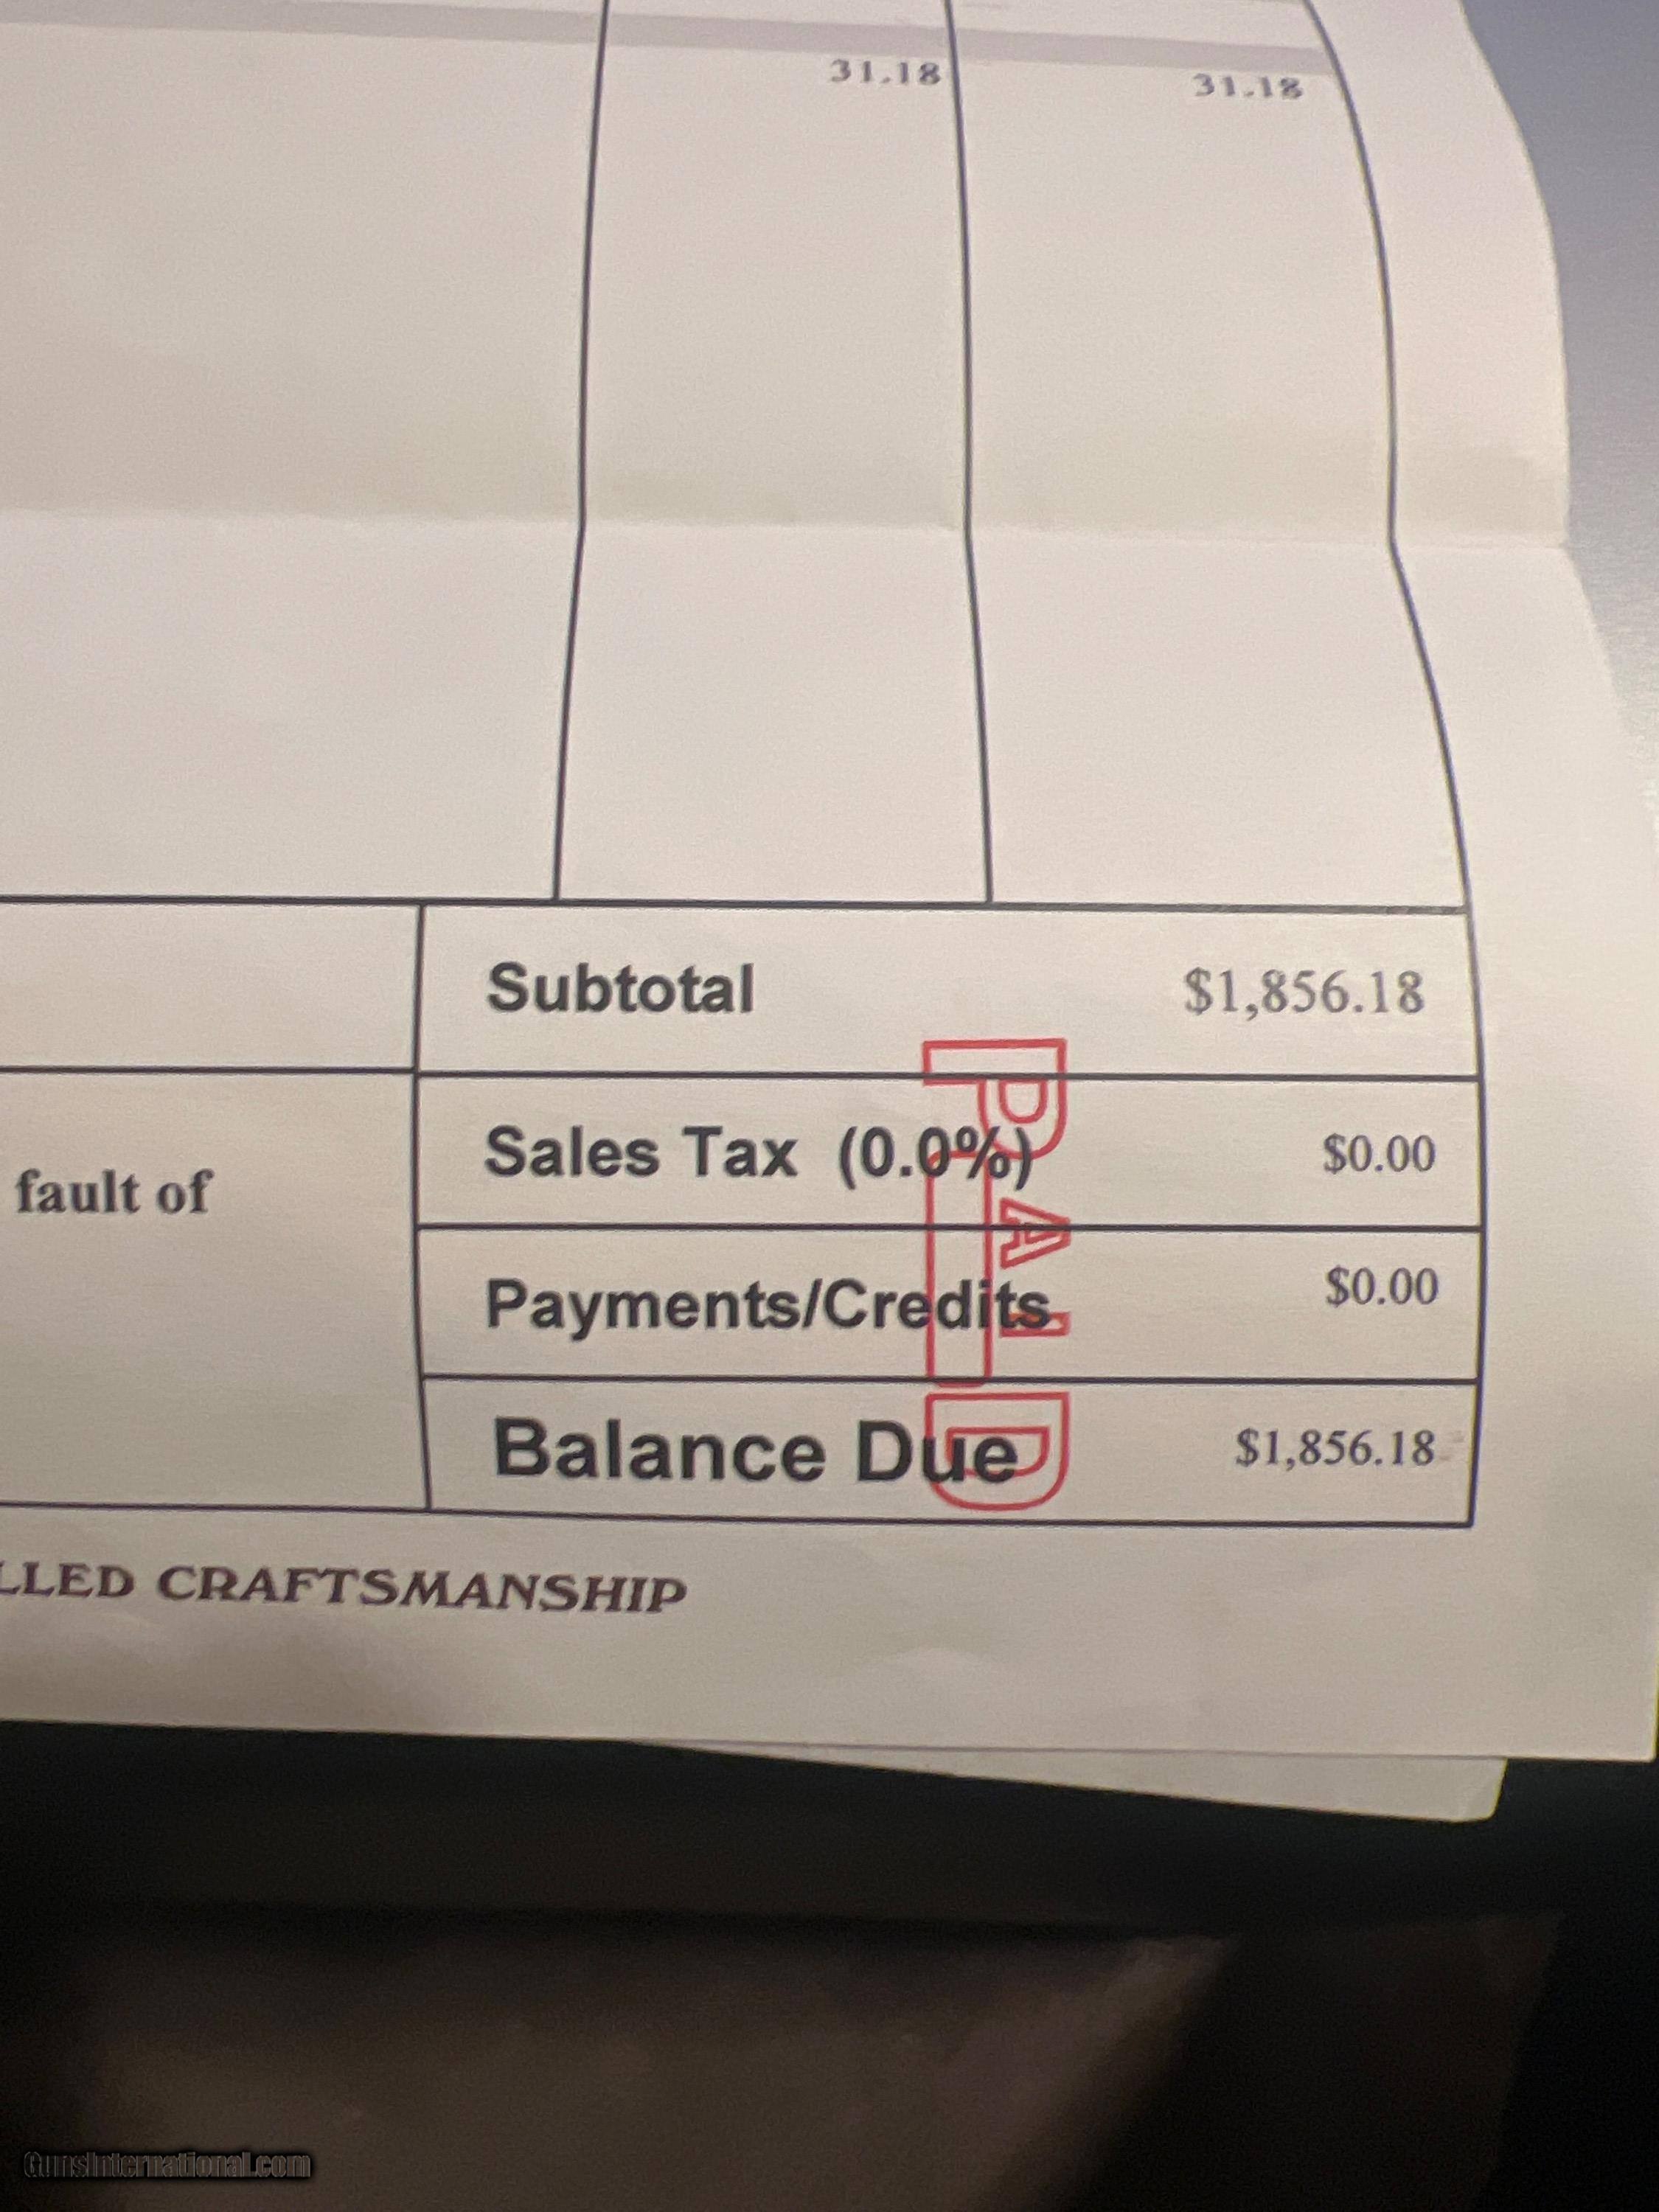 31.18 31.18
Subtotal $1,856.18
Sales Tax (0.0%) $0.00
fault of
Payments/Credits $0.00
Balance Due $1,856.18
PAID
LLED CRAFTSMANSHIP
GunsInternational.com